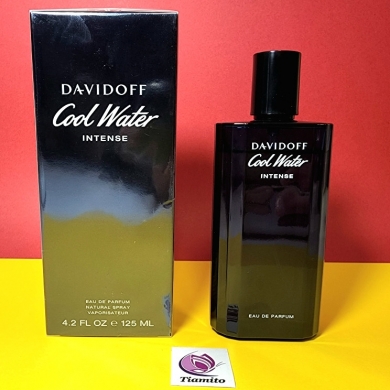 DAVIDOFF
Cool Water
INTENSE
EAU DE PARFUM
NATURAL SPRAY
VAPORISATEUR
4.2 FL OZ e 125 ML
DAVIDOFF
Cool Water
INTENSE
EAU DE PARFUM
Tiamito